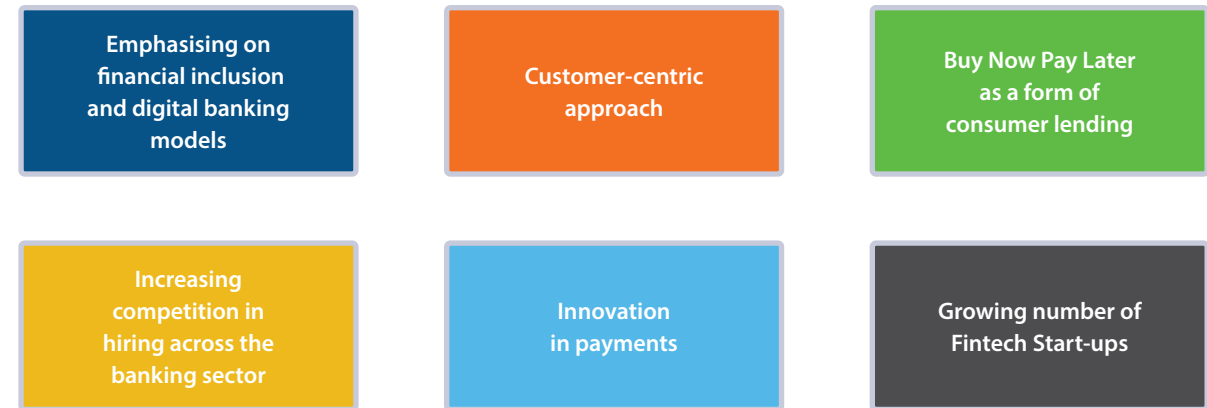 Emphasising on
financial inclusion
and digital banking
models
Customer-centric
approach
Buy Now Pay Later
as a form of
consumer lending
Increasing
competition in
hiring across the
banking sector
Innovation
in payments
Growing number of
Fintech Start-ups